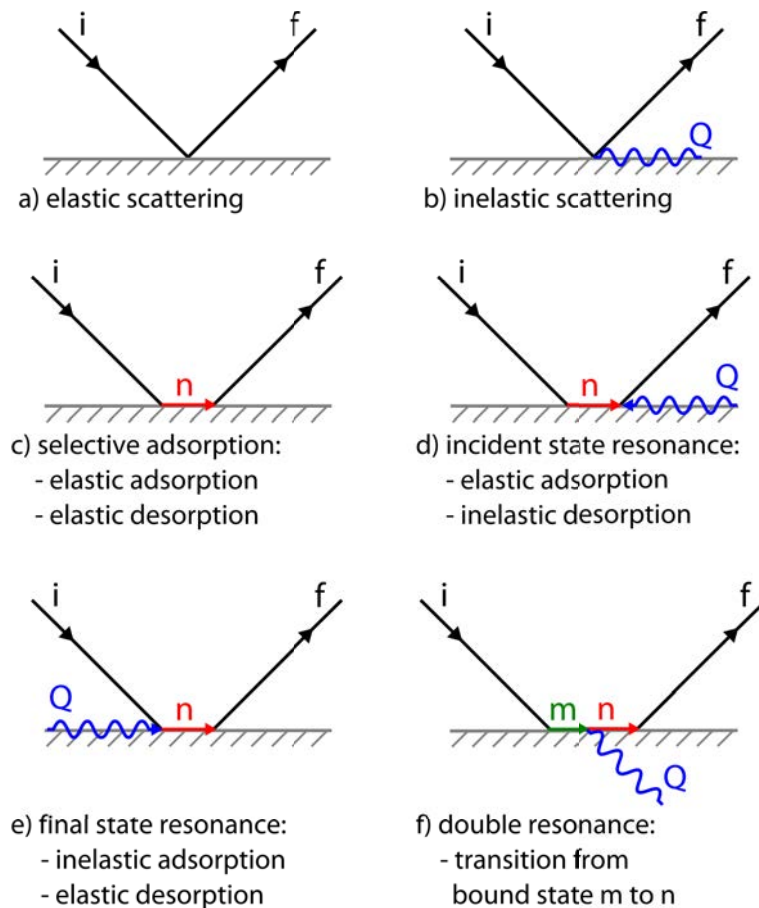 i f i f
Q
a) elastic scattering b) inelastic scattering
i f i f
n n Q
c) selective adsorption: d) incident state resonance:
- elastic adsorption - elastic adsorption
- elastic desorption - inelastic desorption
i f i f
Q n m n
Q
e) final state resonance: f) double resonance:
- inelastic adsorption - transition from
- elastic desorption bound state m to n